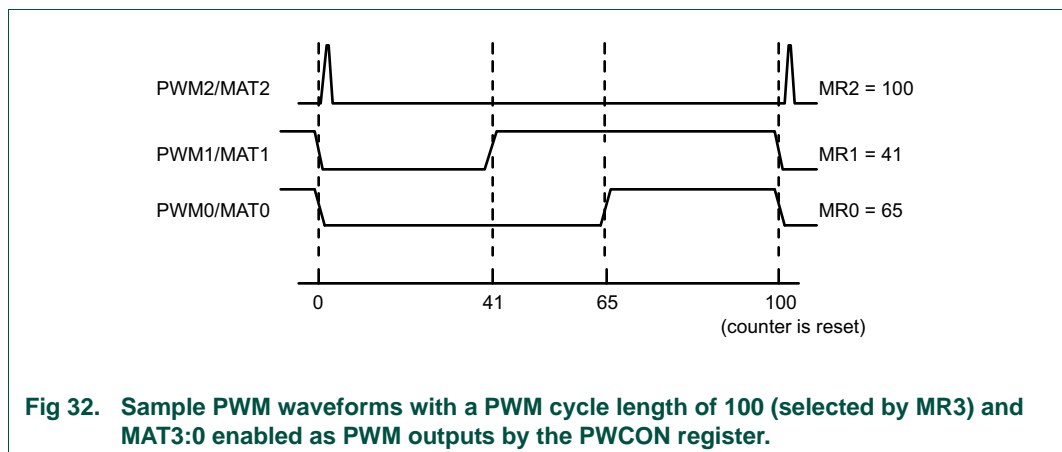 PWM2/MAT2 MR2 = 100
PWM1/MAT1 MR1 = 41
PWM0/MAT0 MR0 = 65
0 41 65 100
(counter is reset)
Fig 32. Sample PWM waveforms with a PWM cycle length of 100 (selected by MR3) and
MAT3:0 enabled as PWM outputs by the PWCON register.